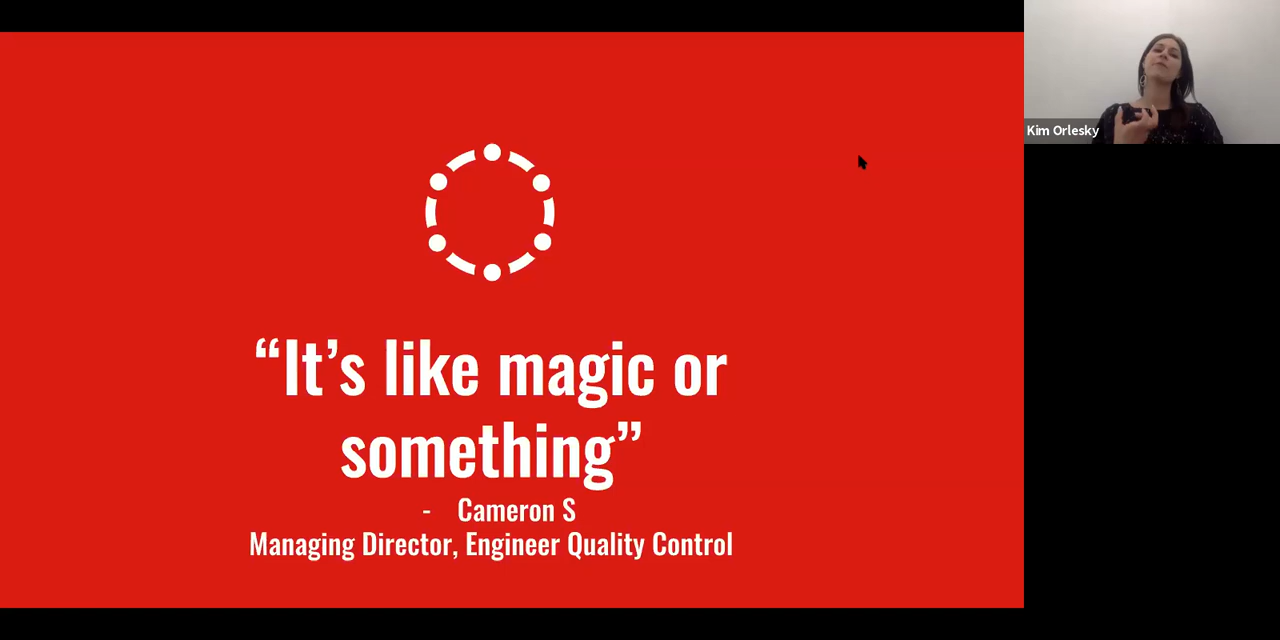 Kim Orlesky
“It’s like magic or
something”
- Cameron S
Managing Director, Engineer Quality Control